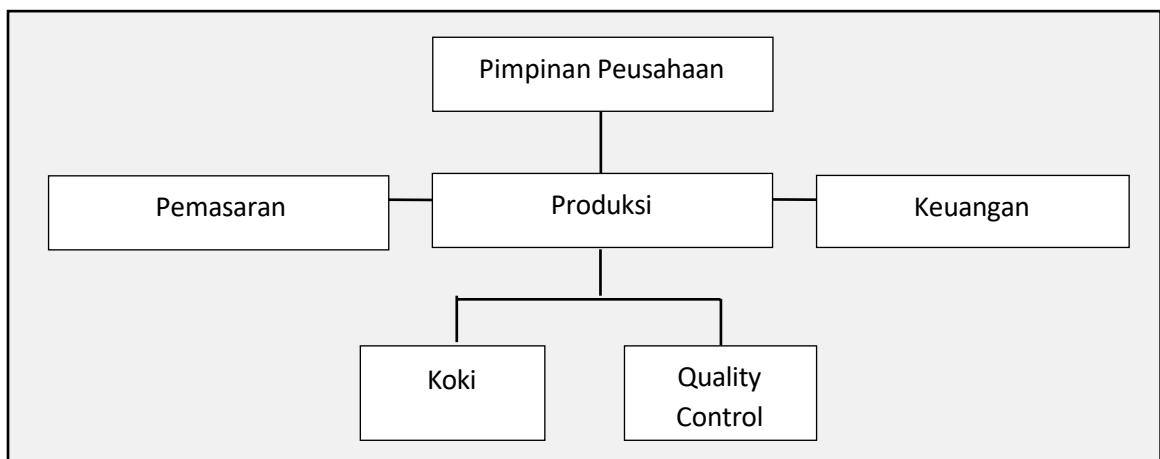 Pimpinan Peusahaan
Pemasaran
Produksi
Keuangan
Koki
Quality
Control